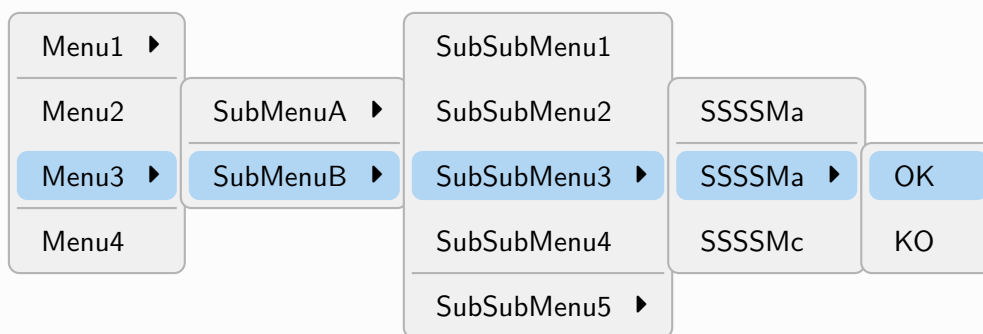 Menu1
Menu2
Menu3
Menu4
SubMenuA
SubMenuB
SubSubMenu1
SubSubMenu2
SubSubMenu3
SubSubMenu4
SubSubMenu5
SSSSMa
SSSSMa
SSSSMc
OK
KO